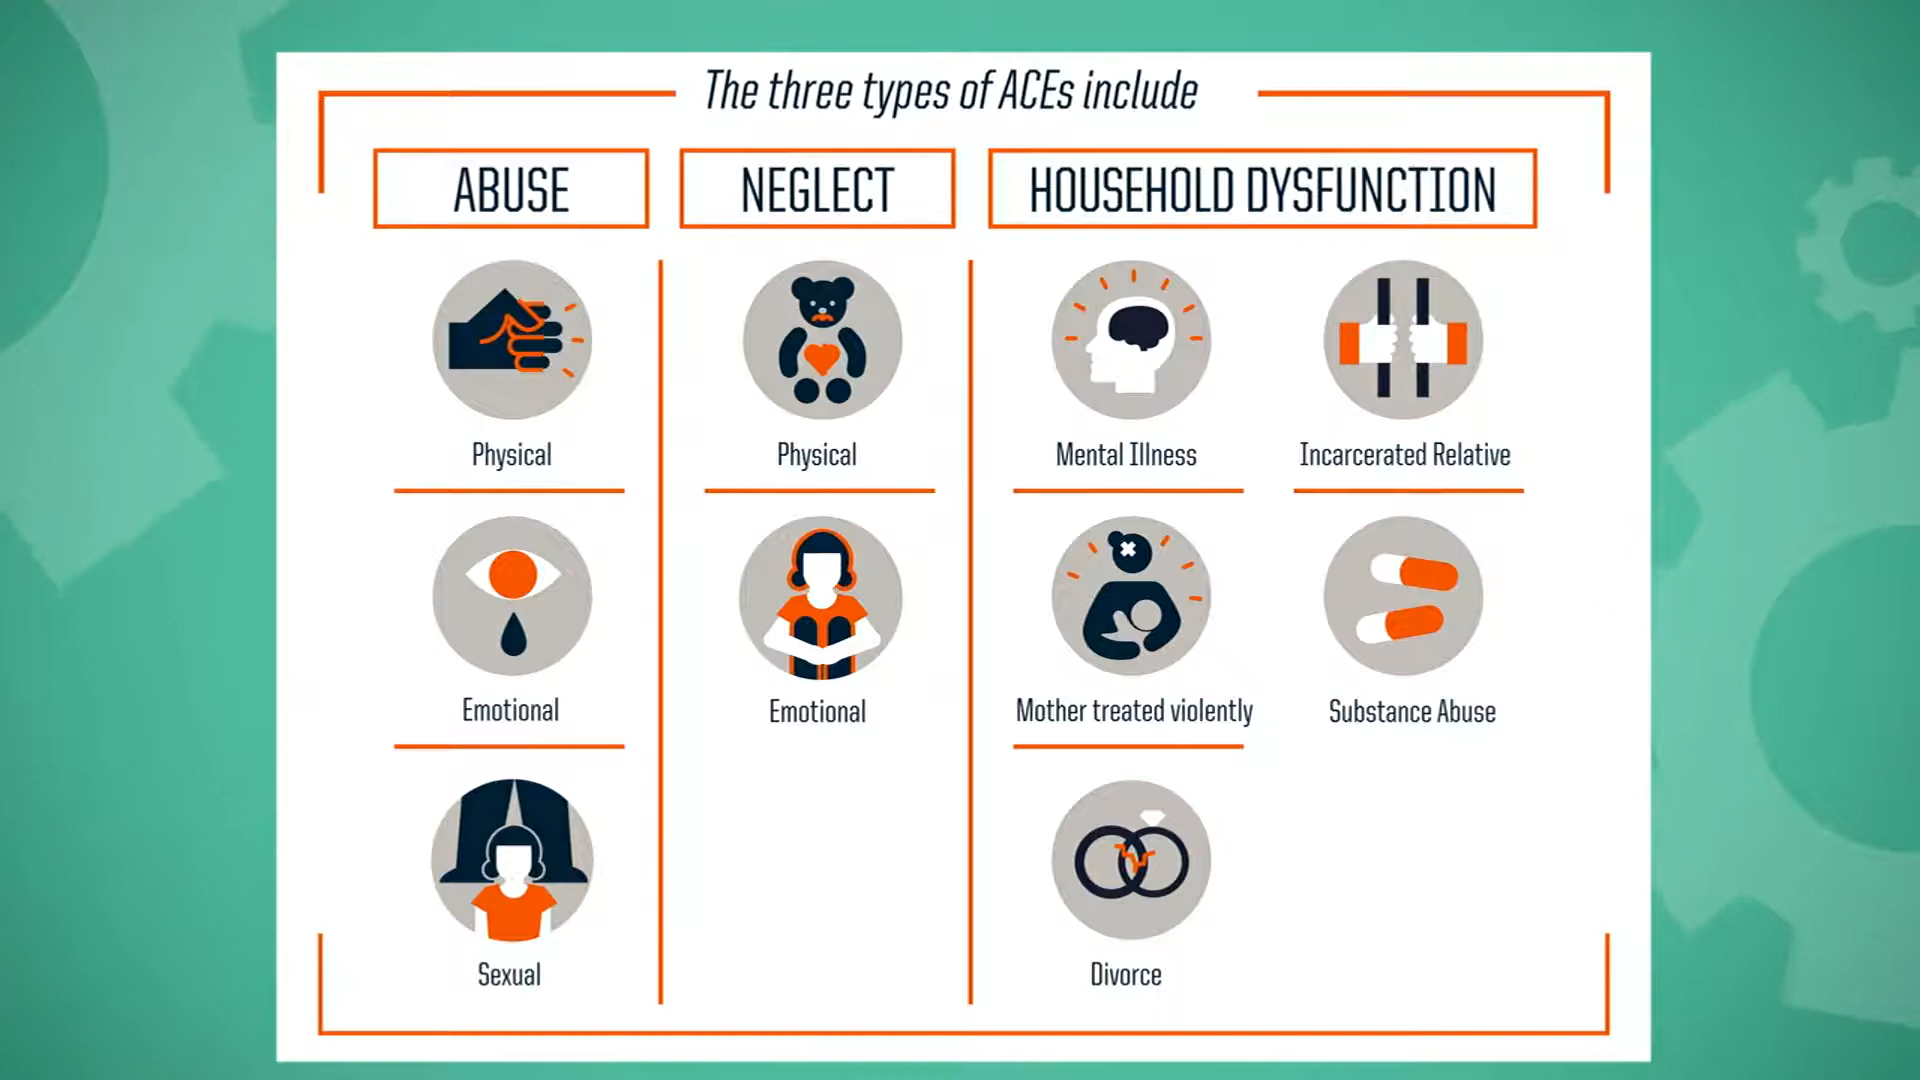 The three types of ACEs include
ABUSE
NEGLECT
HOUSEHOLD DYSFUNCTION
Physical
Physical
Mental Illness
Incarcerated Relative
Emotional
Emotional
Mother treated violently
Substance Abuse
Sexual
Divorce